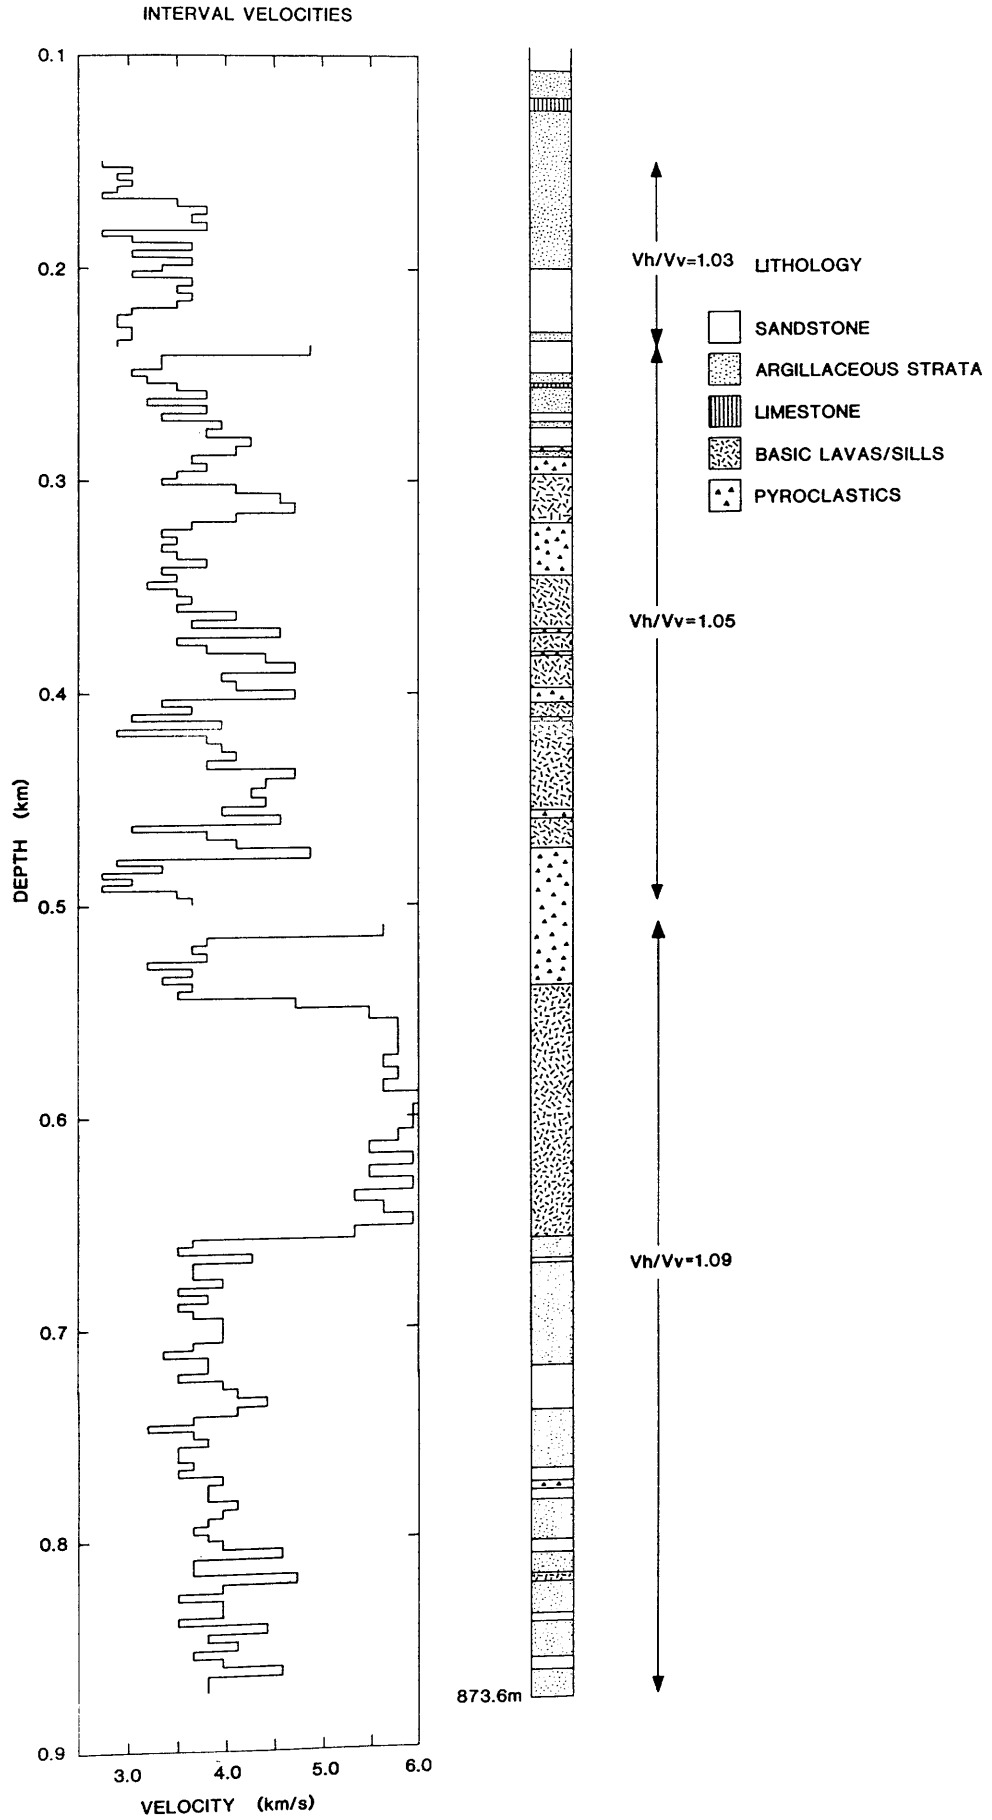 INTERVAL VELOCITIES
0.1
0.2
0.3
0.4
0.5
0.6
0.7
0.8
0.9
DEPTH (km)
3.0 4.0 5.0 6.0
VELOCITY (km/s)
873.6m
Vh/Vv=1.03
Vh/Vv=1.05
Vh/Vv=1.09
LITHOLOGY
SANDSTONE
ARGILLACEOUS STRATA
LIMESTONE
BASIC LAVAS/SILLS
PYROCLASTICS